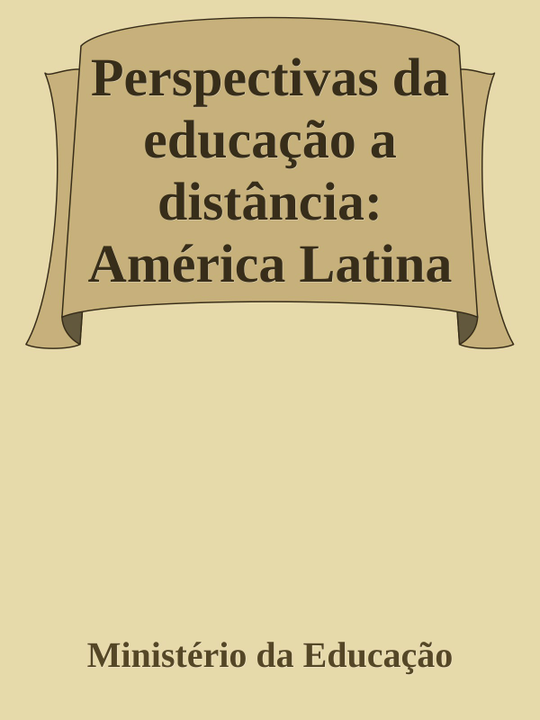 Perspectivas da
educação a
distância:
América Latina
Ministério da Educação